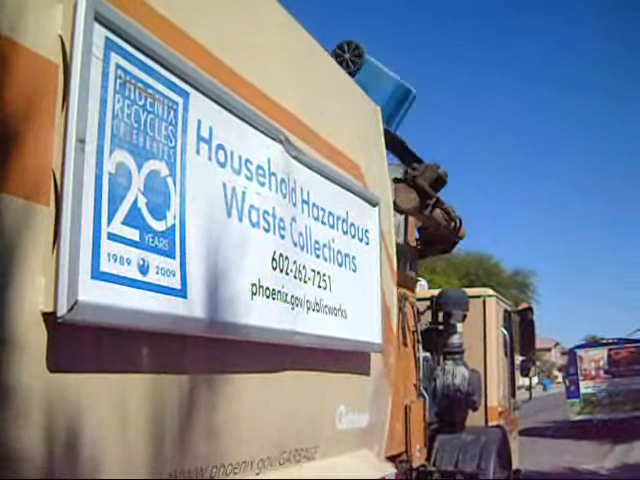 PHOENIX
RECYCLES
CELEBRATES
20
YEARS
1989 2009
Household Hazardous
Waste Collections
602-262-7251
phoenix.gov/publicworks
www.phoenix.gov/GARBAGE